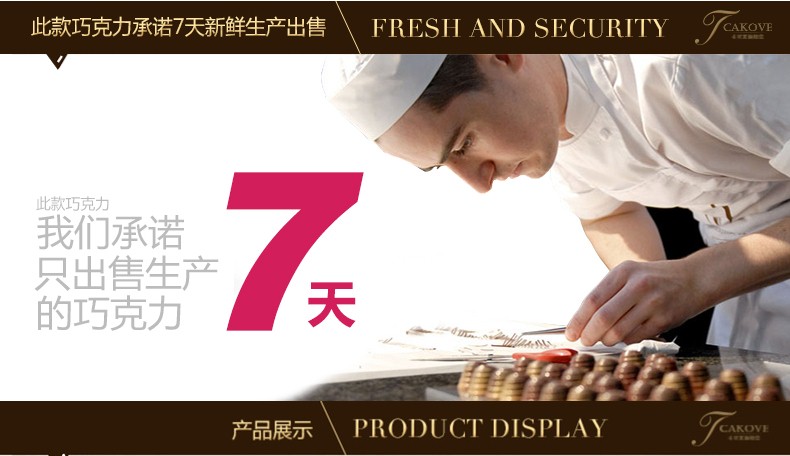 此款巧克力承诺7天新鲜生产出售
FRESH AND SECURITY
CAKOVE
此款巧克力
我们承诺
只出售生产
的巧克力
7天
产品展示
PRODUCT DISPLAY
CAKOVE